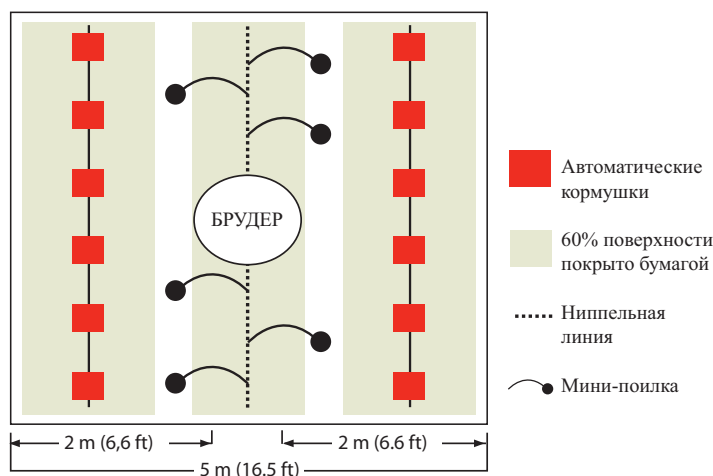 БРУДЕР
Автоматические
кормушки
60% поверхности
покрыто бумагой
Ниппельная
линия
Мини-поилка
2 m (6,6 ft)
2 m (6.6 ft)
5 m (16.5 ft)